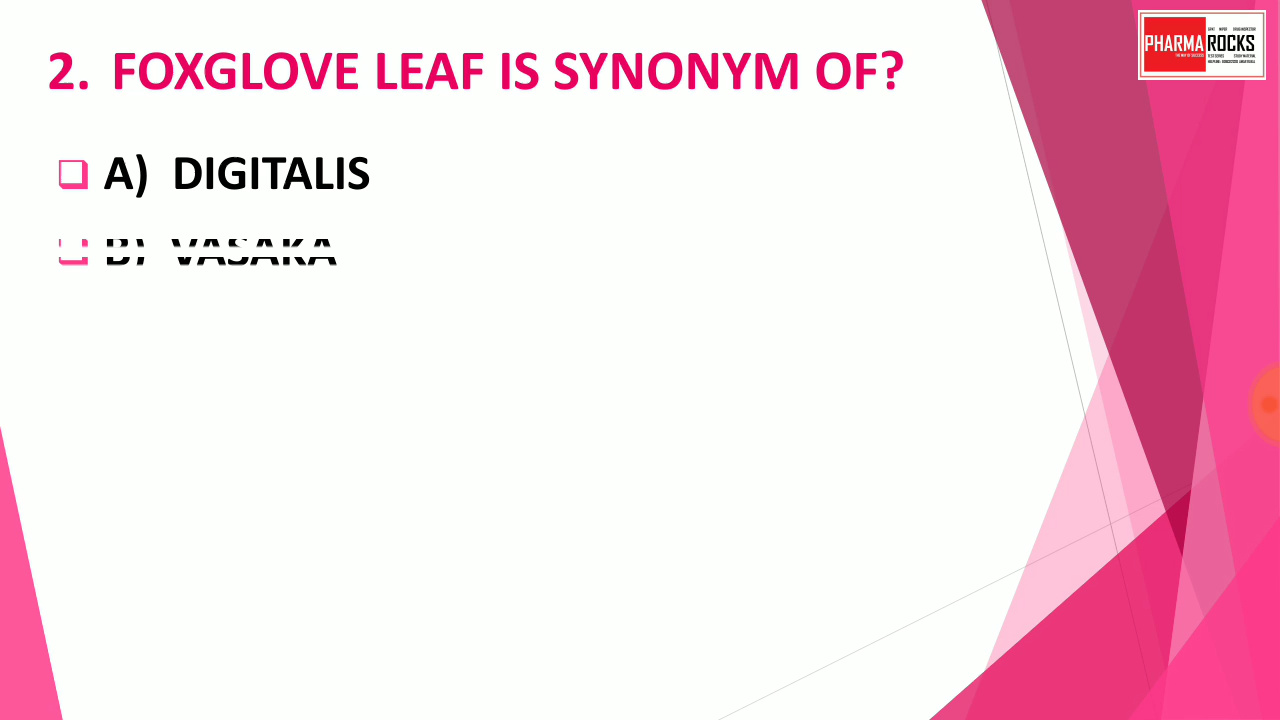 2. FOXGLOVE LEAF IS SYNONYM OF?
A) DIGITALIS
B) VASAKA
PHARMA ROCKS